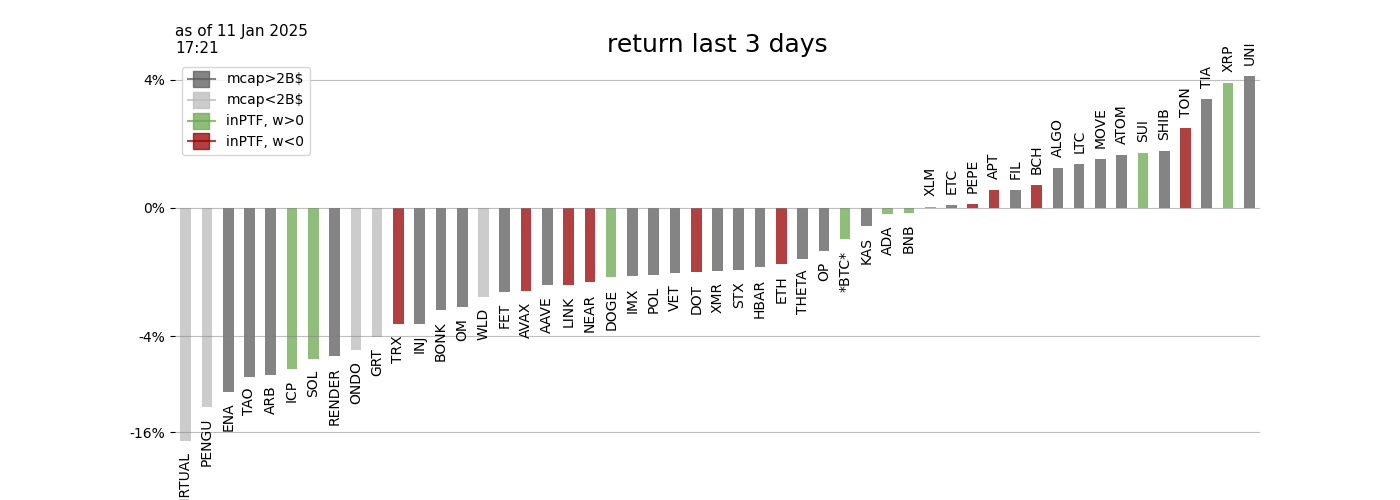 as of 11 Jan 2025
17:21
return last 3 days
mcap>2B$
mcap<2B$
inPTF, w>0
inPTF, w<0
4%
0%
-4%
-16%
RTUAL
PENGU
ENA
TAO
ARB
ICP
SOL
RENDER
ONDO
GRT
TRX
INJ
BONK
OM
WLD
FET
AVAX
AAVE
LINK
NEAR
DOGE
IMX
POL
VET
DOT
XMR
STX
HBAR
ETH
THETA
OP
*BTC*
KAS
ADA
BNB
XLM
ETC
PEPE
APT
FIL
BCH
ALGO
LTC
MOVE
ATOM
SUI
SHIB
TON
TIA
XRP
UNI